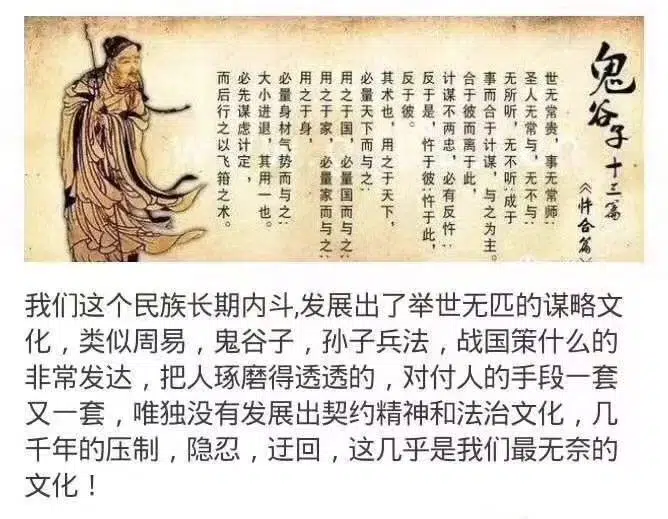 鬼谷子十三篇
《忤合篇》
世无常贵，事无常师；
圣人无常与，无不与；
无所听，无不听；成于
事而合于计谋，与之为主。
合于彼而离于此，
计谋不两忠，必有反忤；
反于是，忤于彼；忤于此，
反于彼。
其术也，用之于天下，
必量天下而与之；
用之于国，必量国而与之；
用之于家，必量家而与之；
用之于身，
必量身材气势而与之；
大小进退，其用一也。
必先谋虑计定，
而后行之以飞箝之术。
我们这个民族长期内斗,发展出了举世无匹的谋略文
化，类似周易，鬼谷子，孙子兵法，战国策什么的
非常发达，把人琢磨得透透的，对付人的手段一套
又一套，唯独没有发展出契约精神和法治文化，几
千年的压制，隐忍，迂回，这几乎是我们最无奈的
文化！